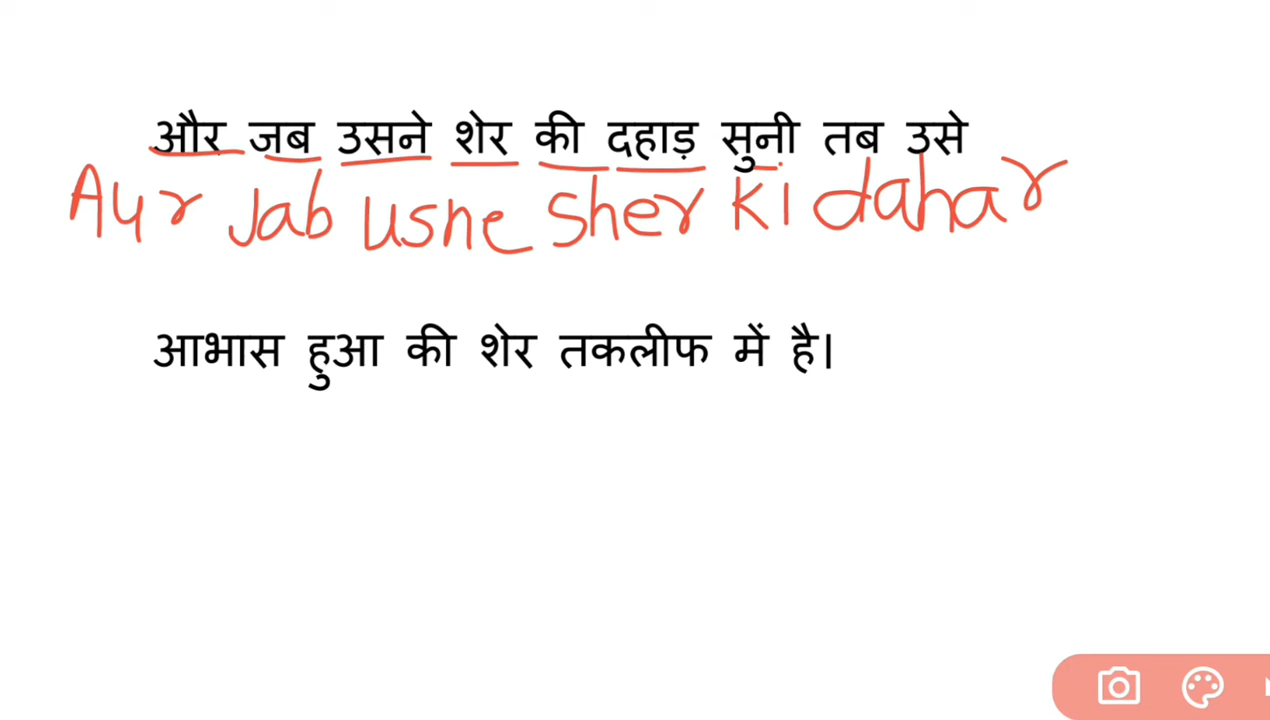 और जब उसने शेर की दहाड़ सुनी तब उसे
Aur Jab usne Sher Ki dahar
आभास हुआ की शेर तकलीफ में है।